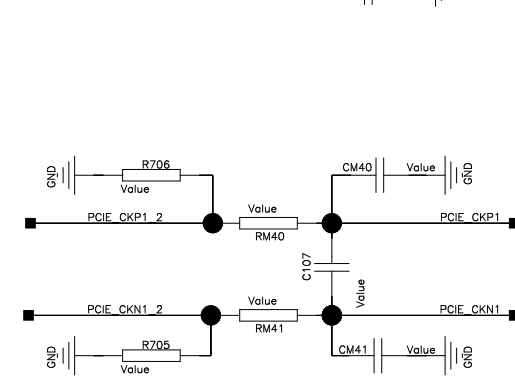 R706
CM40
Value
GND
GND
Value
Value
PCIE_CKP1_2
PCIE_CKP1
RM40
C107
Value
Value
PCIE_CKN1_2
PCIE_CKN1
RM41
R705
CM41
Value
GND
GND
Value